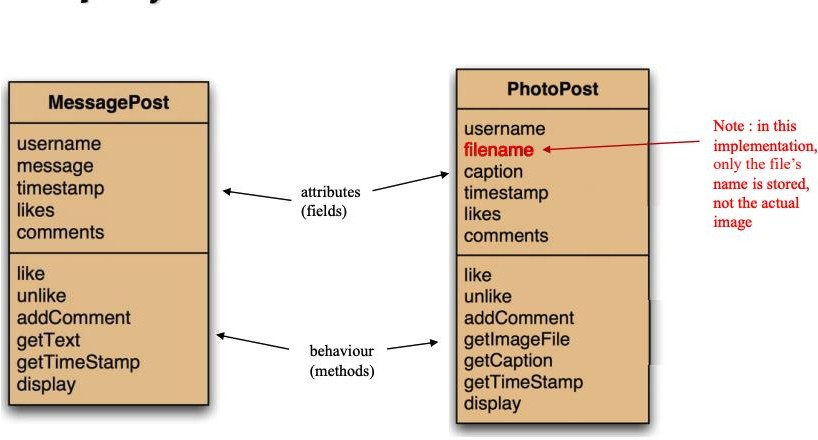 MessagePost
username
message
timestamp
likes
comments
like
unlike
addComment
getText
getTimeStamp
display
attributes
(fields)
behaviour
(methods)
PhotoPost
username
filename
caption
timestamp
likes
comments
like
unlike
addComment
getImageFile
getCaption
getTimeStamp
display
Note : in this
implementation,
only the file's
name is stored,
not the actual
image